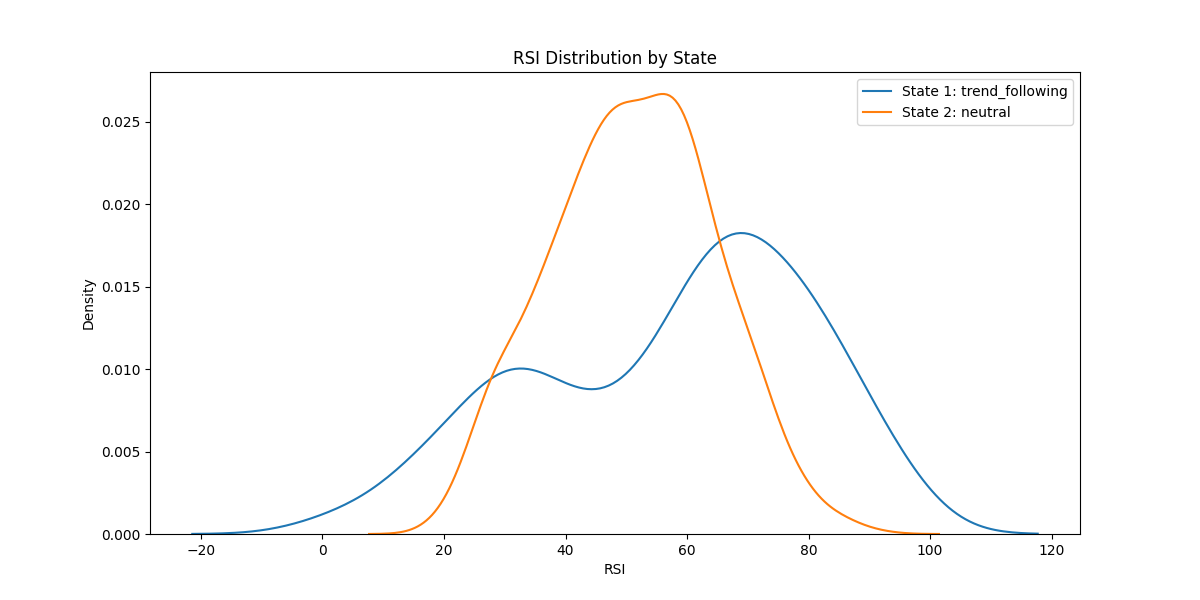 RSI Distribution by State
State 1: trend_following
State 2: neutral
Density
0.025
0.020
0.015
0.010
0.005
0.000
−20
0
20
40
60
80
100
120
RSI